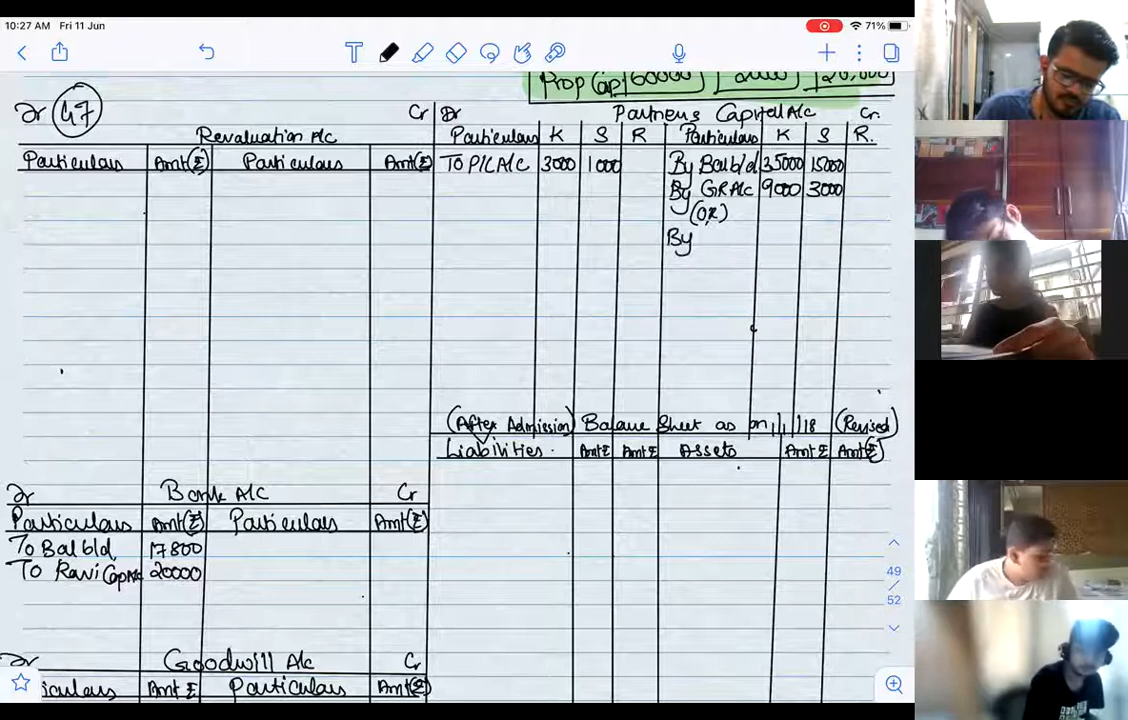 10:27 AM Fri 11 Jun
71%
Prop Cap 60000 20,000
Dr 47 Cr
Revaluation A/c
Particulars Amt(₹) Particulars Amt(₹)
Dr Partners Capital A/c Cr.
Particulars K S R Particulars K S R.
To P/L A/c 3000 1000 By Bal b/d 35000 15000
By GR A/c 9000 3000
By
(After Admission) Balance Sheet as on 1/1/18 (Revised)
Liabilities. Amt ₹ Amt ₹ Assets Amt ₹ Amt(₹)
Dr Bank A/c Cr
Particulars Amt(₹) Particulars Amt(₹)
To Bal b/d 17800
To Ravi Cap A/c 20000
49
/
52
Dr Goodwill A/c Cr
iculars Amt ₹ Particulars Amt(₹)